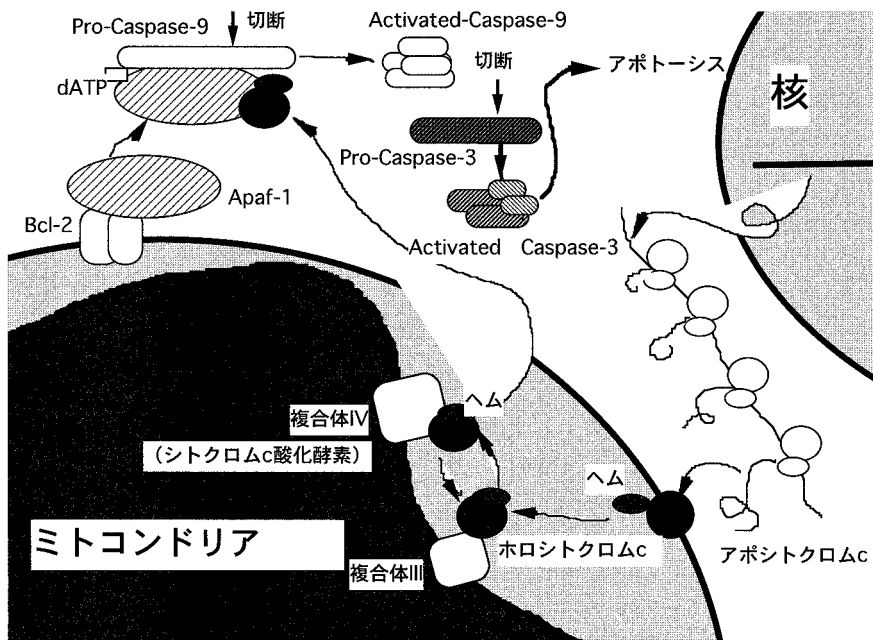 Pro-Caspase-9
切断
Activated-Caspase-9
切断
アポトーシス
核
dATP
Pro-Caspase-3
Apaf-1
Bcl-2
Activated Caspase-3
ヘム
複合体IV
(シトクロムc酸化酵素)
ヘム
ミトコンドリア
ホロシトクロムc
アポシトクロムc
複合体III